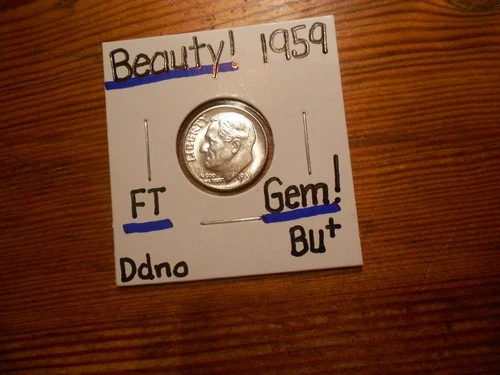 Beauty! 1959
LIBERTY
FT
Gem!
Bu+
Ddno